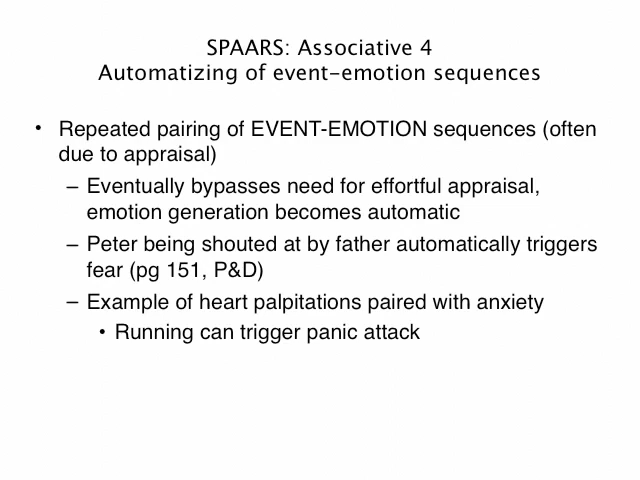 SPAARS: Associative 4
Automatizing of event-emotion sequences
• Repeated pairing of EVENT-EMOTION sequences (often
due to appraisal)
– Eventually bypasses need for effortful appraisal,
emotion generation becomes automatic
– Peter being shouted at by father automatically triggers
fear (pg 151, P&D)
– Example of heart palpitations paired with anxiety
• Running can trigger panic attack